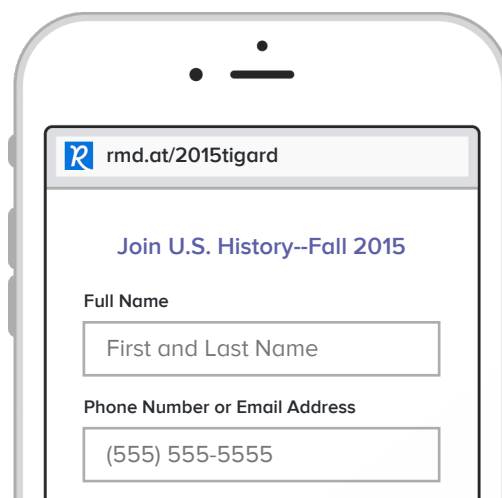 rmd.at/2015tigard
Join U.S. History--Fall 2015
Full Name
First and Last Name
Phone Number or Email Address
(555) 555-5555